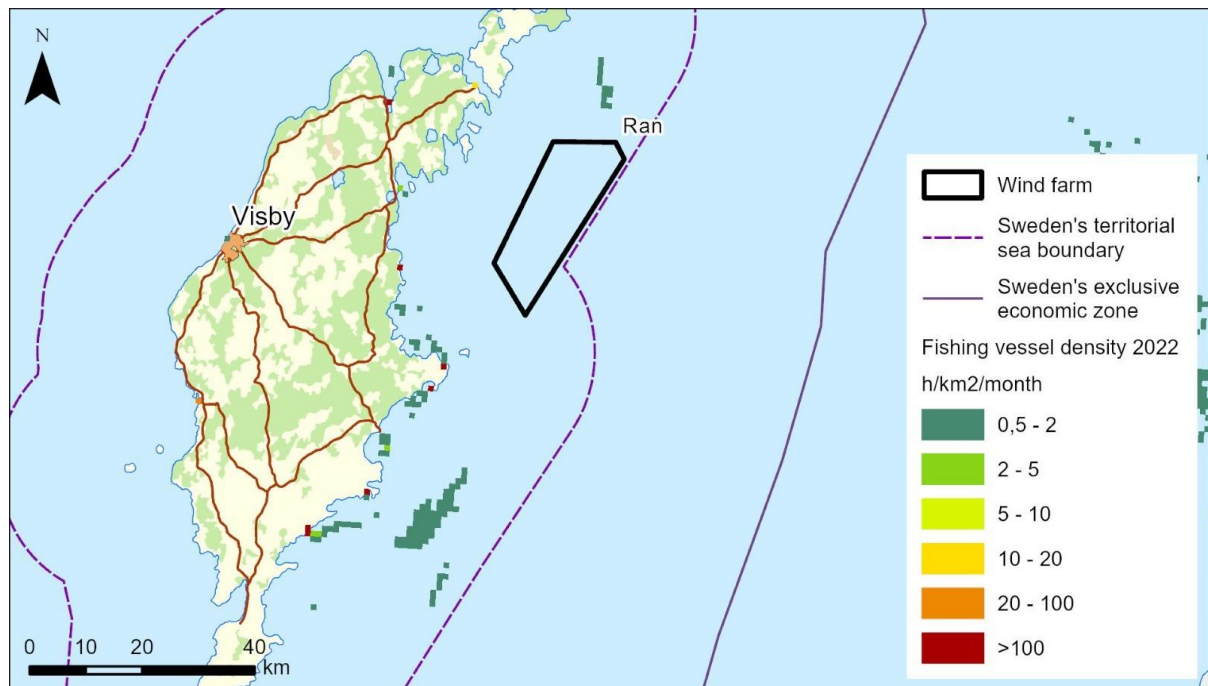 N
Ran
Visby
Wind farm
Sweden's territorial
sea boundary
Sweden's exclusive
economic zone
Fishing vessel density 2022
h/km2/month
0,5 - 2
2 - 5
5 - 10
10 - 20
20 - 100
>100
0 10 20 40
km